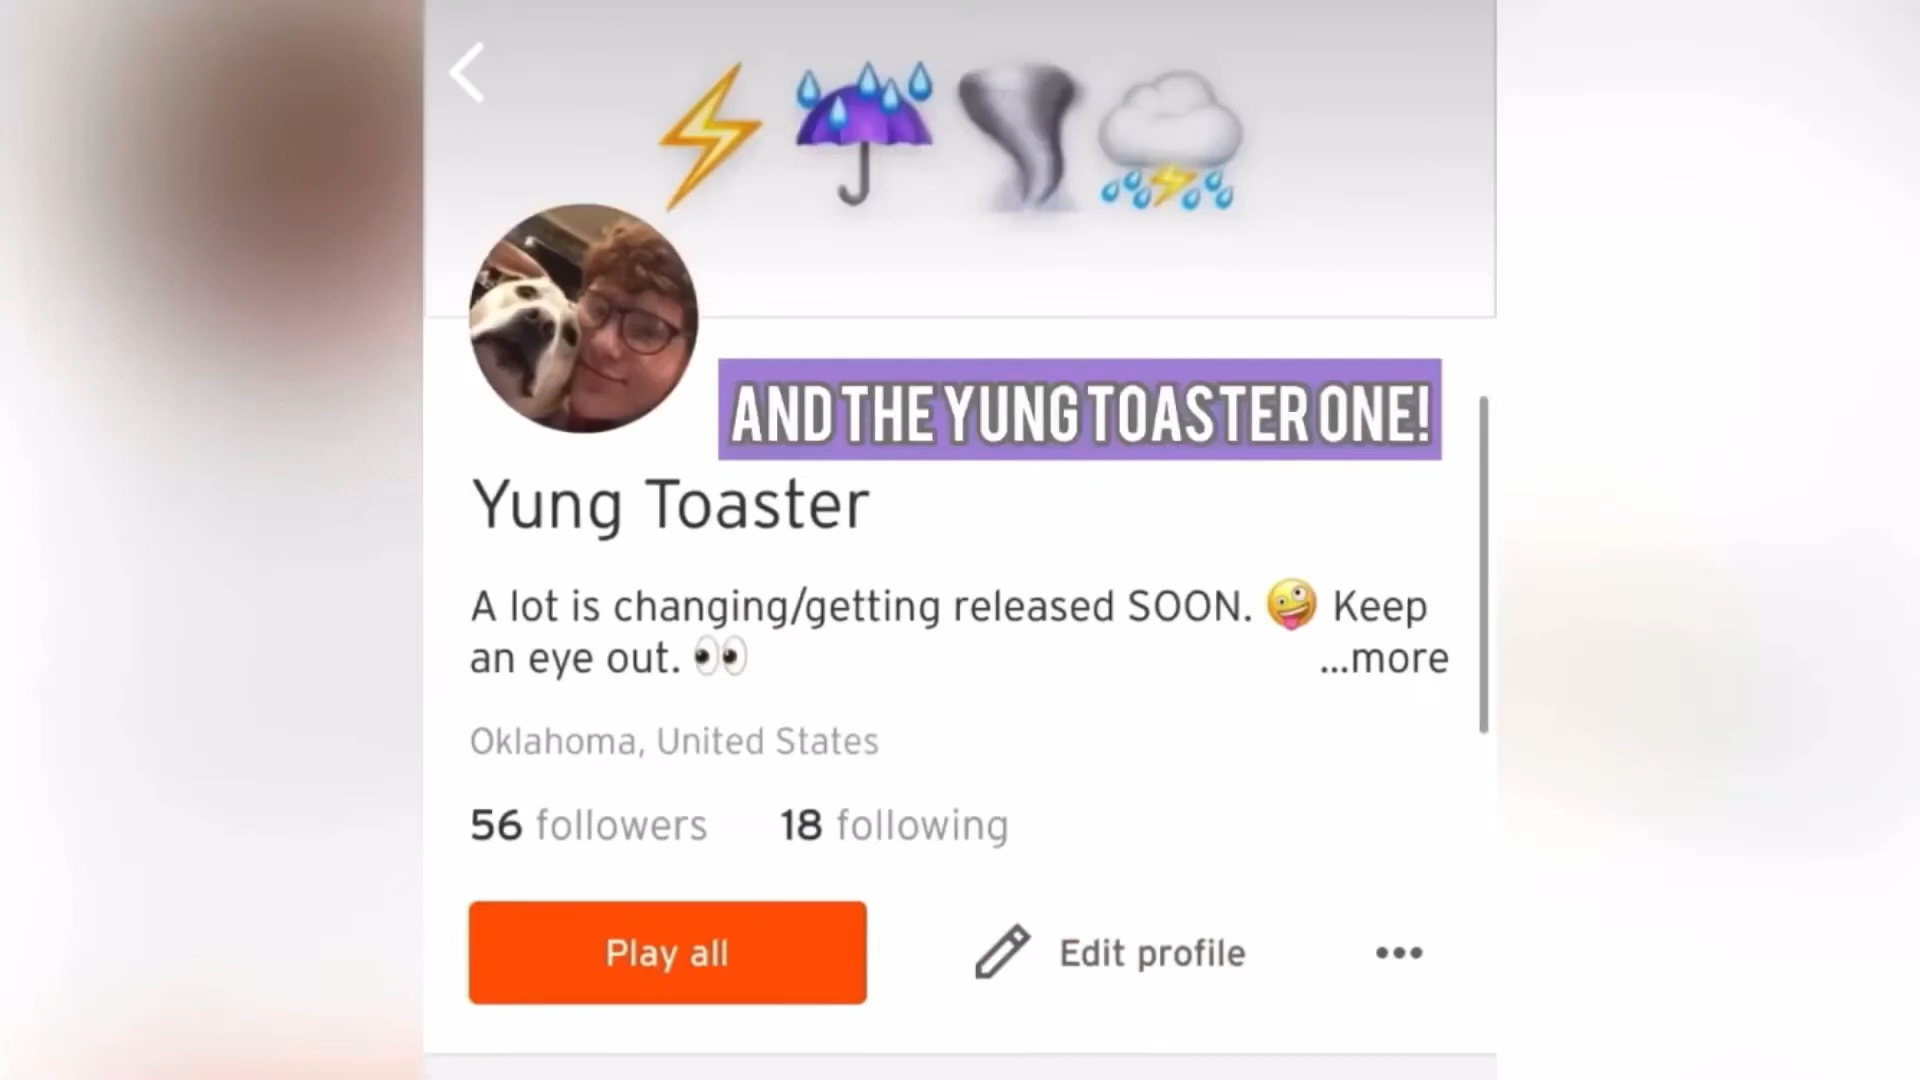 AND THE YUNG TOASTER ONE!
Yung Toaster
A lot is changing/getting released SOON. 🤪 Keep
an eye out. 👀 ...more
Oklahoma, United States
56 followers 18 following
Play all Edit profile